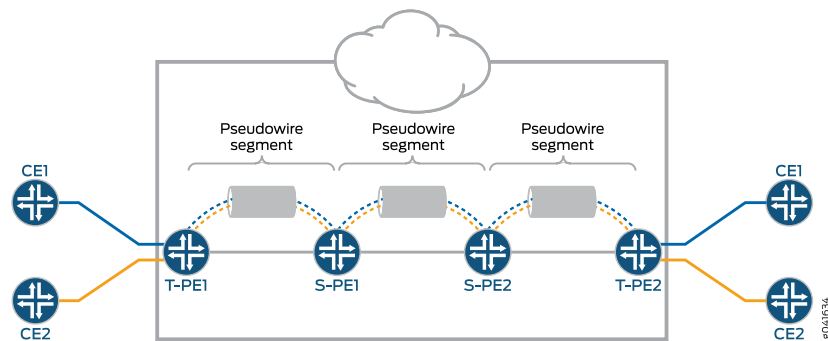 Pseudowire
segment
Pseudowire
segment
Pseudowire
segment
CE1
CE1
T-PE1
S-PE1
S-PE2
T-PE2
CE2
CE2
g041634